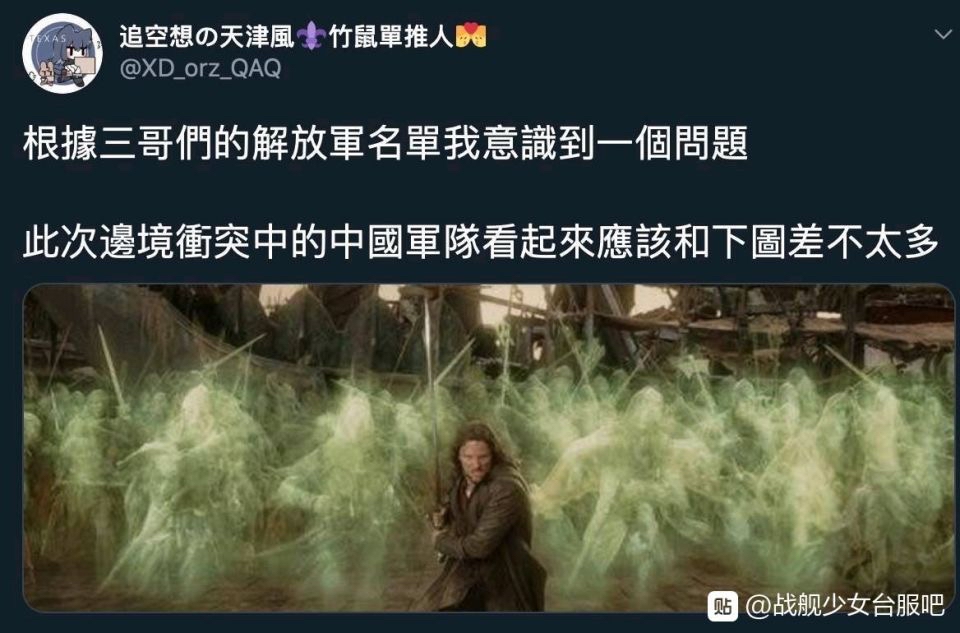 TEXAS
追空想の天津風⚜️竹鼠單推人💏
@XD_orz_QAQ
根據三哥們的解放軍名單我意識到一個問題
此次邊境衝突中的中國軍隊看起來應該和下圖差不太多
贴 @战舰少女台服吧